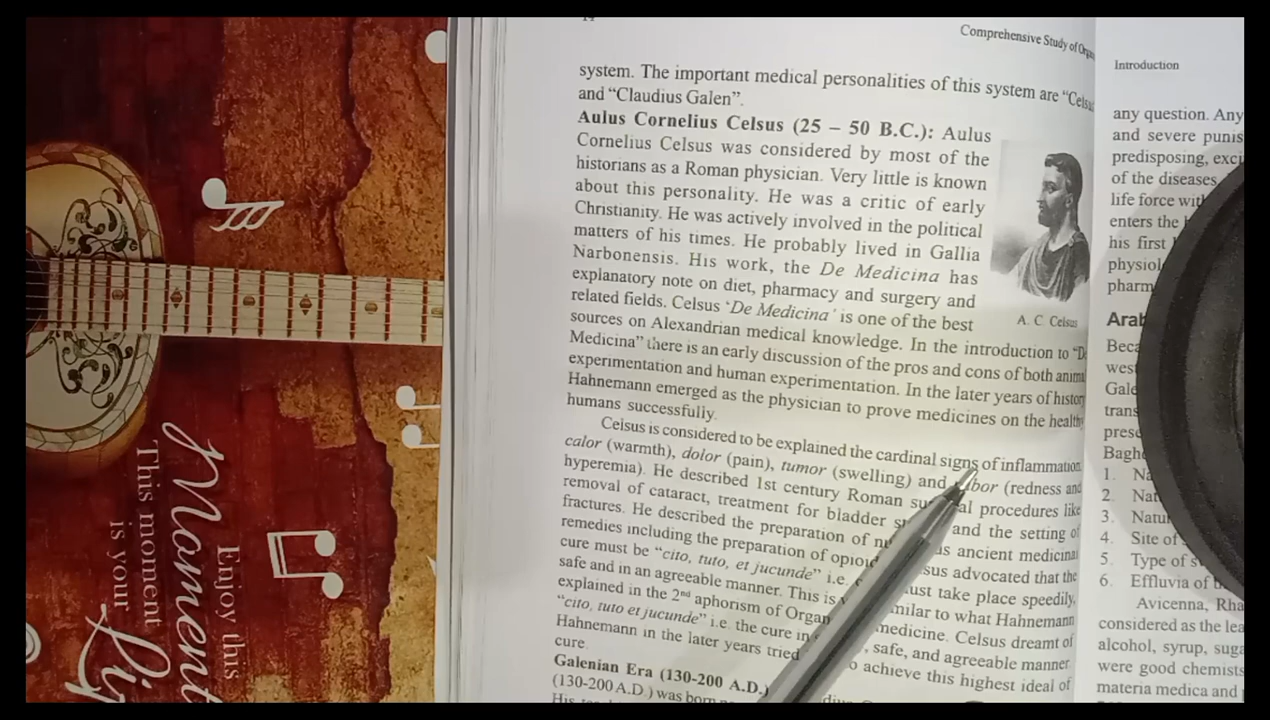 Comprehensive Study of
system. The important medical personalities of this system are "Celsus
and "Claudius Galen".
Aulus Cornelius Celsus (25 – 50 B.C.): Aulus
Cornelius Celsus was considered by most of the
historians as a Roman physician. Very little is known
about this personality. He was a critic of early
Christianity. He was actively involved in the political
matters of his times. He probably lived in Gallia
Narbonensis. His work, the De Medicina has
explanatory note on diet, pharmacy and surgery and
related fields. Celsus 'De Medicina' is one of the best
sources on Alexandrian medical knowledge. In the introduction to "D
Medicina" there is an early discussion of the pros and cons of both
experimentation and human experimentation. In the later years of history
Hahnemann emerged as the physician to prove medicines on the healthy
humans successfully.
A. C. Celsus
Celsus is considered to be explained the cardinal signs of inflammation
calor (warmth), dolor (pain), tumor (swelling) and bor (redness and
hyperemia). He described 1st century Roman su al procedures like
removal of cataract, treatment for bladder s and the setting of
fractures. He described the preparation of as ancient medicinal
remedies including the preparation of opioid sus advocated that the
cure must be "cito, tuto, et jucunde" i.e. ust take place speedily,
safe and in an agreeable manner. This is milar to what Hahnemann
explained in the 2nd aphorism of Organ medicine. Celsus dreamt of
"cito, tuto et jucunde" i.e. the cure in , safe, and agreeable manner
Hahnemann in the later years tried o achieve this highest ideal of
cure.
Galenian Era (130-200 A.D.)
(130-200 A.D.) was born
Introduction
any question. Any
and severe punis
predisposing, exci
of the diseases
life force wit
enters the
his first
physiol
pharm
Arab
Beca
west
Gale
trans
prese
Baghd
1. Na
2. Nat
3. Natur
4. Site of
5. Type of s
6. Effluvia of
Avicenna, Rha
considered as the lea
alcohol, syrup, suga
were good chemists
materia medica and
Enjoy this
Moment
This moment
is your